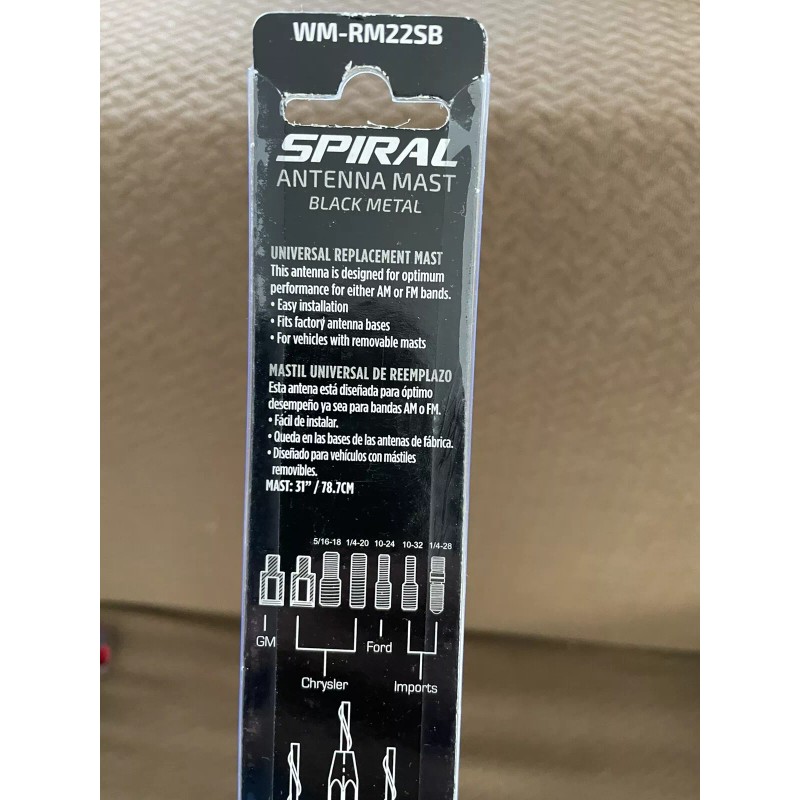 WM-RM22SB
SPIRAL
ANTENNA MAST
BLACK METAL
UNIVERSAL REPLACEMENT MAST
This antenna is designed for optimum
performance for either AM or FM bands.
• Easy installation
• Fits factory antenna bases
• For vehicles with removable masts
MASTIL UNIVERSAL DE REEMPLAZO
Esta antena está diseñada para óptimo
desempeño ya sea para bandas AM o FM.
• Fácil de instalar.
• Queda en las bases de las antenas de fábrica.
• Diseñado para vehículos con mástiles
removibles.
MAST: 31” / 78.7CM
5/16-18 1/4-20 10-24 10-32 1/4-28
GM
Ford
Chrysler
Imports